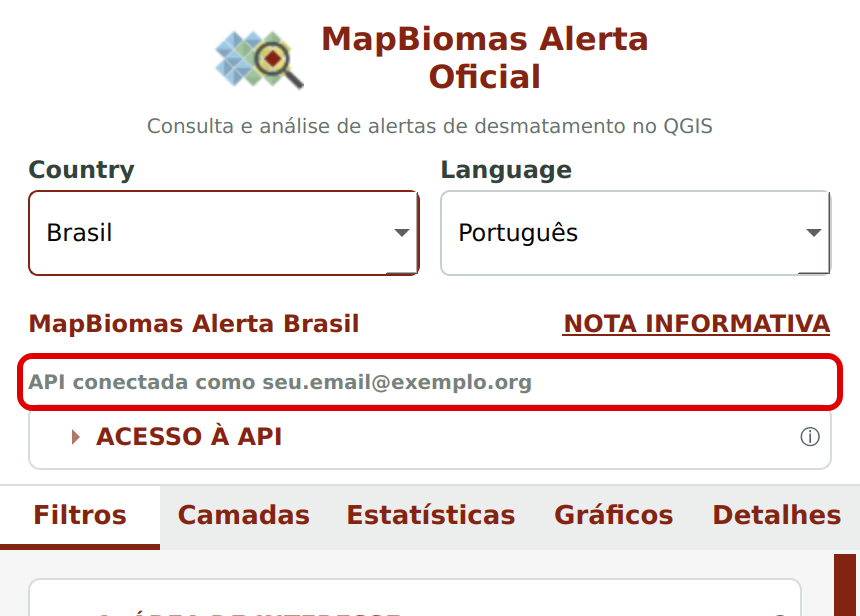 MapBiomas Alerta
Oficial
Consulta e análise de alertas de desmatamento no QGIS
Country Language
Brasil Português
MapBiomas Alerta Brasil NOTA INFORMATIVA
API conectada como seu.email@exemplo.org
ACESSO À API
Filtros Camadas Estatísticas Gráficos Detalhes